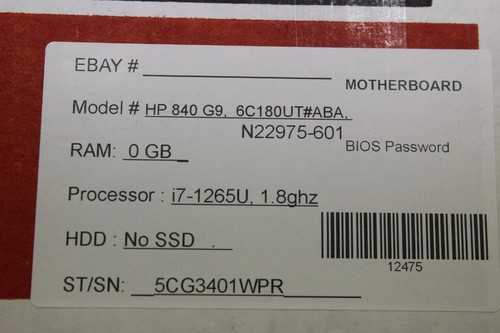 EBAY # 
MOTHERBOARD
Model # HP 840 G9, 6C180UT#ABA,
N22975-601
BIOS Password
RAM: 0 GB
Processor : i7-1265U, 1.8ghz
HDD : No SSD .
12475
ST/SN: 5CG3401WPR